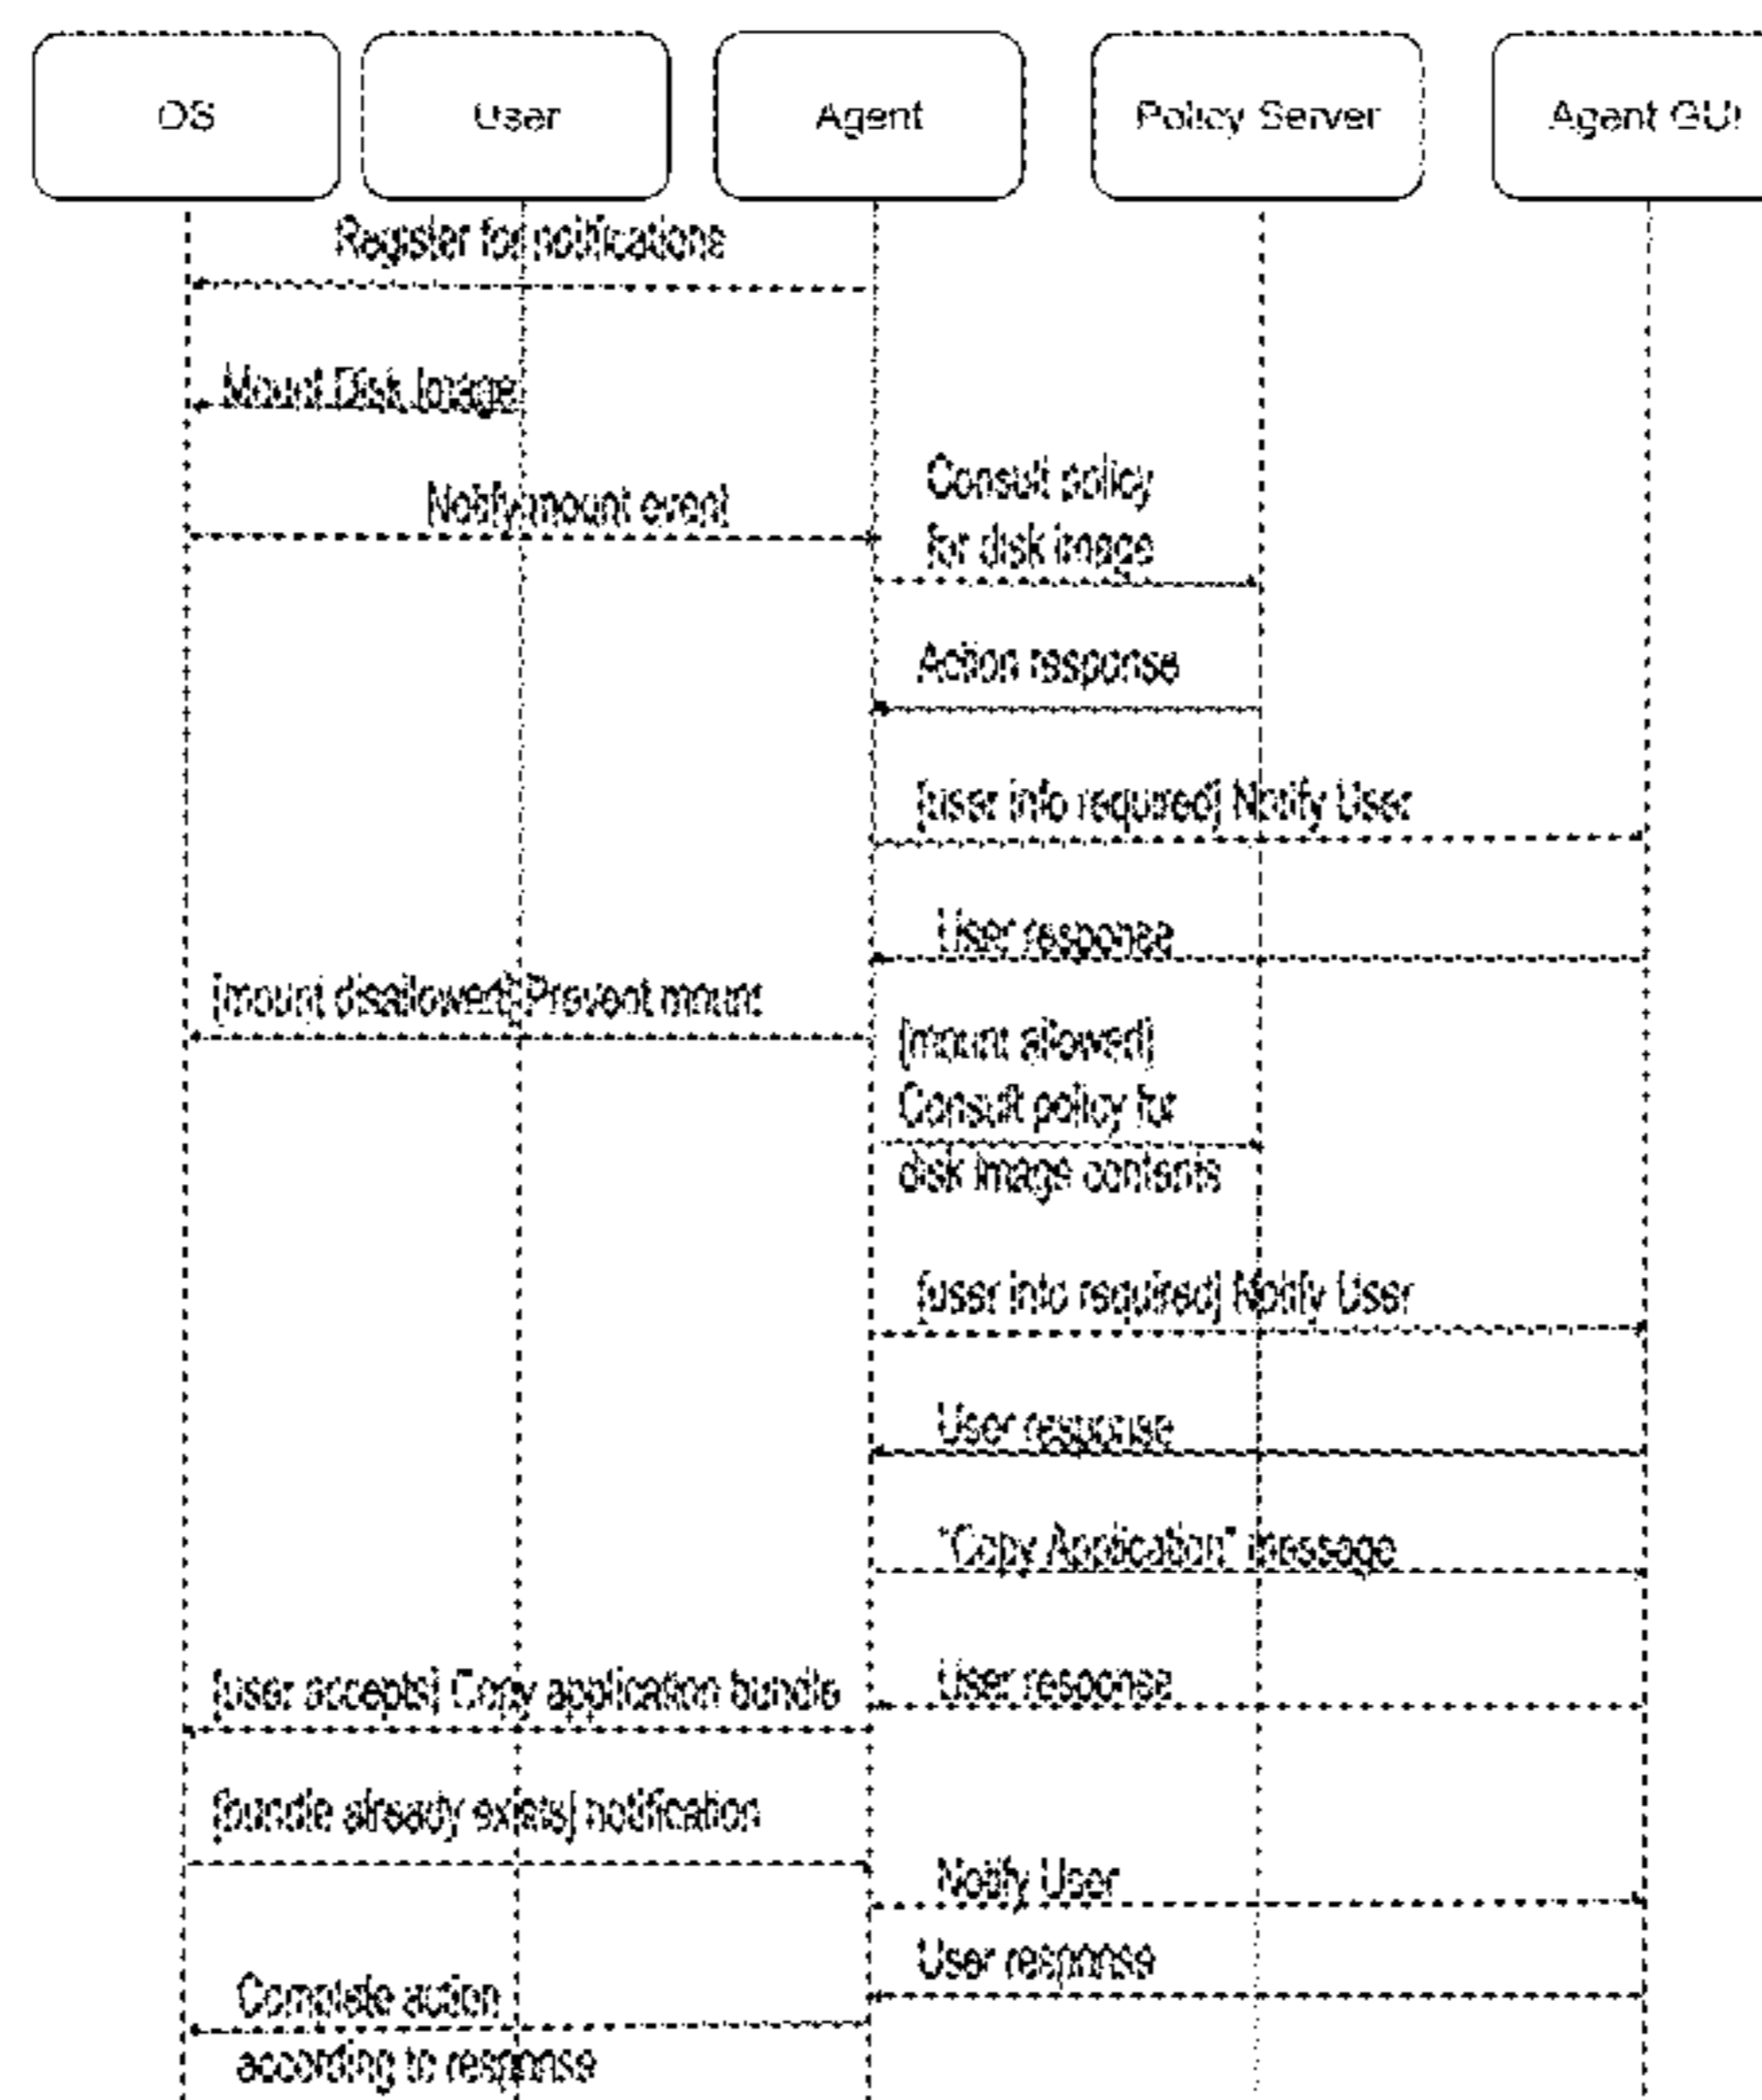 OS
User
Agent
Policy Server
Agent GUI
Register for notifications
Mount Disk Image
Notify mount event
Consult policy
for disk image
Action response
[user info required] Notify User
User response
[mount disallowed] Prevent mount
[mount allowed]
Consult policy for
disk image contents
[user info required] Notify User
User response
"Copy Application" message
[user accepts] Copy application bundle
User response
[bundle already exists] notification
Notify User
User response
Complete action
according to response